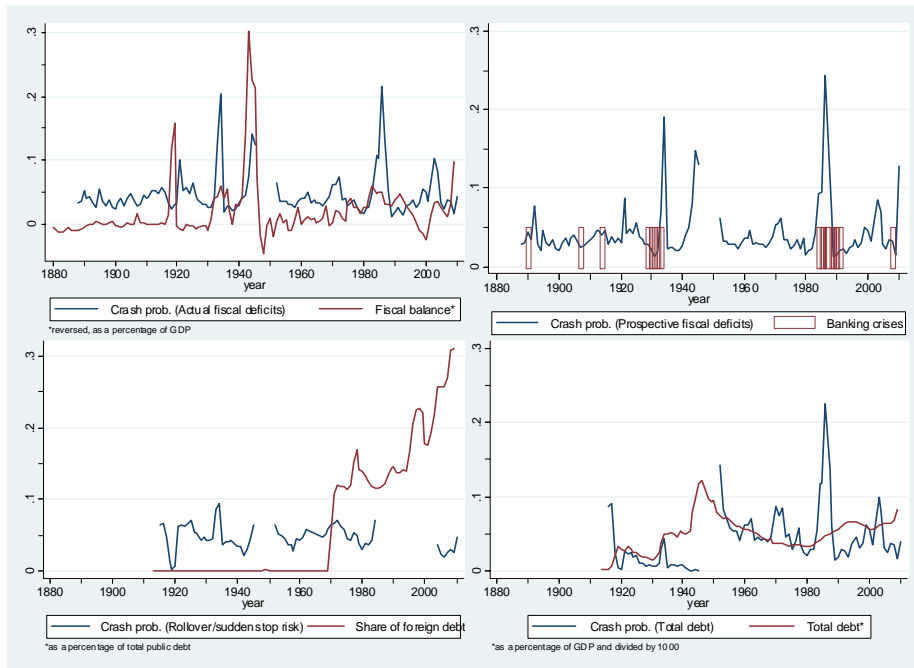 .3
.2
.1
0
1880 1900 1920 1940 1960 1980 2000
year
Crash prob. (Actual fiscal deficits) Fiscal balance*
*reversed, as a percentage of GDP
.3
.2
.1
0
1880 1900 1920 1940 1960 1980 2000
year
Crash prob. (Prospective fiscal deficits) Banking crises
.3
.2
.1
0
1880 1900 1920 1940 1960 1980 2000
year
Crash prob. (Rollover/sudden stop risk) Share of foreign debt
*as a percentage of total public debt
.3
.2
.1
0
1880 1900 1920 1940 1960 1980 2000
year
Crash prob. (Total debt) Total debt*
*as a percentage of GDP and divided by 1000